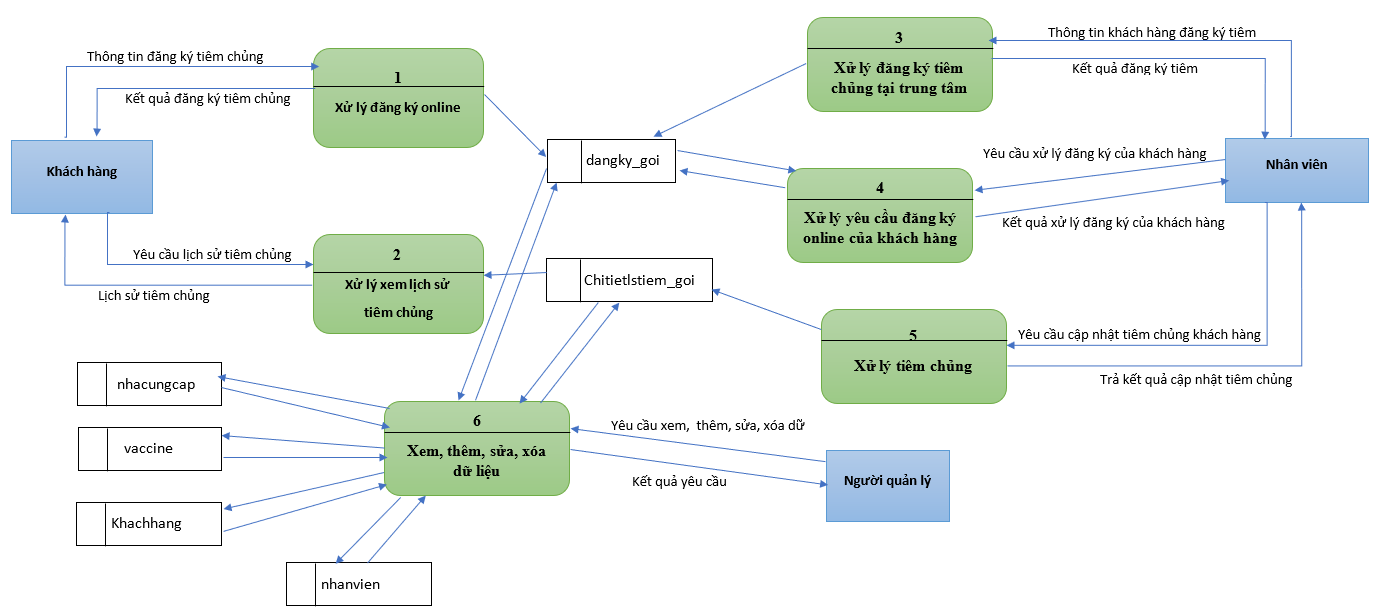 Thông tin đăng ký tiêm chủng
Kết quả đăng ký tiêm chủng
1
Xử lý đăng ký online
3
Xử lý đăng ký tiêm
chủng tại trung tâm
Thông tin khách hàng đăng ký tiêm
Kết quả đăng ký tiêm
Khách hàng
dangky_goi
Yêu cầu xử lý đăng ký của khách hàng
Nhân viên
4
Xử lý yêu cầu đăng ký
online của khách hàng
Kết quả xử lý đăng ký của khách hàng
Yêu cầu lịch sử tiêm chủng
Lịch sử tiêm chủng
2
Xử lý xem lịch sử
tiêm chủng
Chitietlstiem_goi
5
Xử lý tiêm chủng
Yêu cầu cập nhật tiêm chủng khách hàng
Trả kết quả cập nhật tiêm chủng
nhacungcap
vaccine
Khachhang
nhanvien
6
Xem, thêm, sửa, xóa
dữ liệu
Yêu cầu xem, thêm, sửa, xóa dữ
Kết quả yêu cầu
Người quản lý